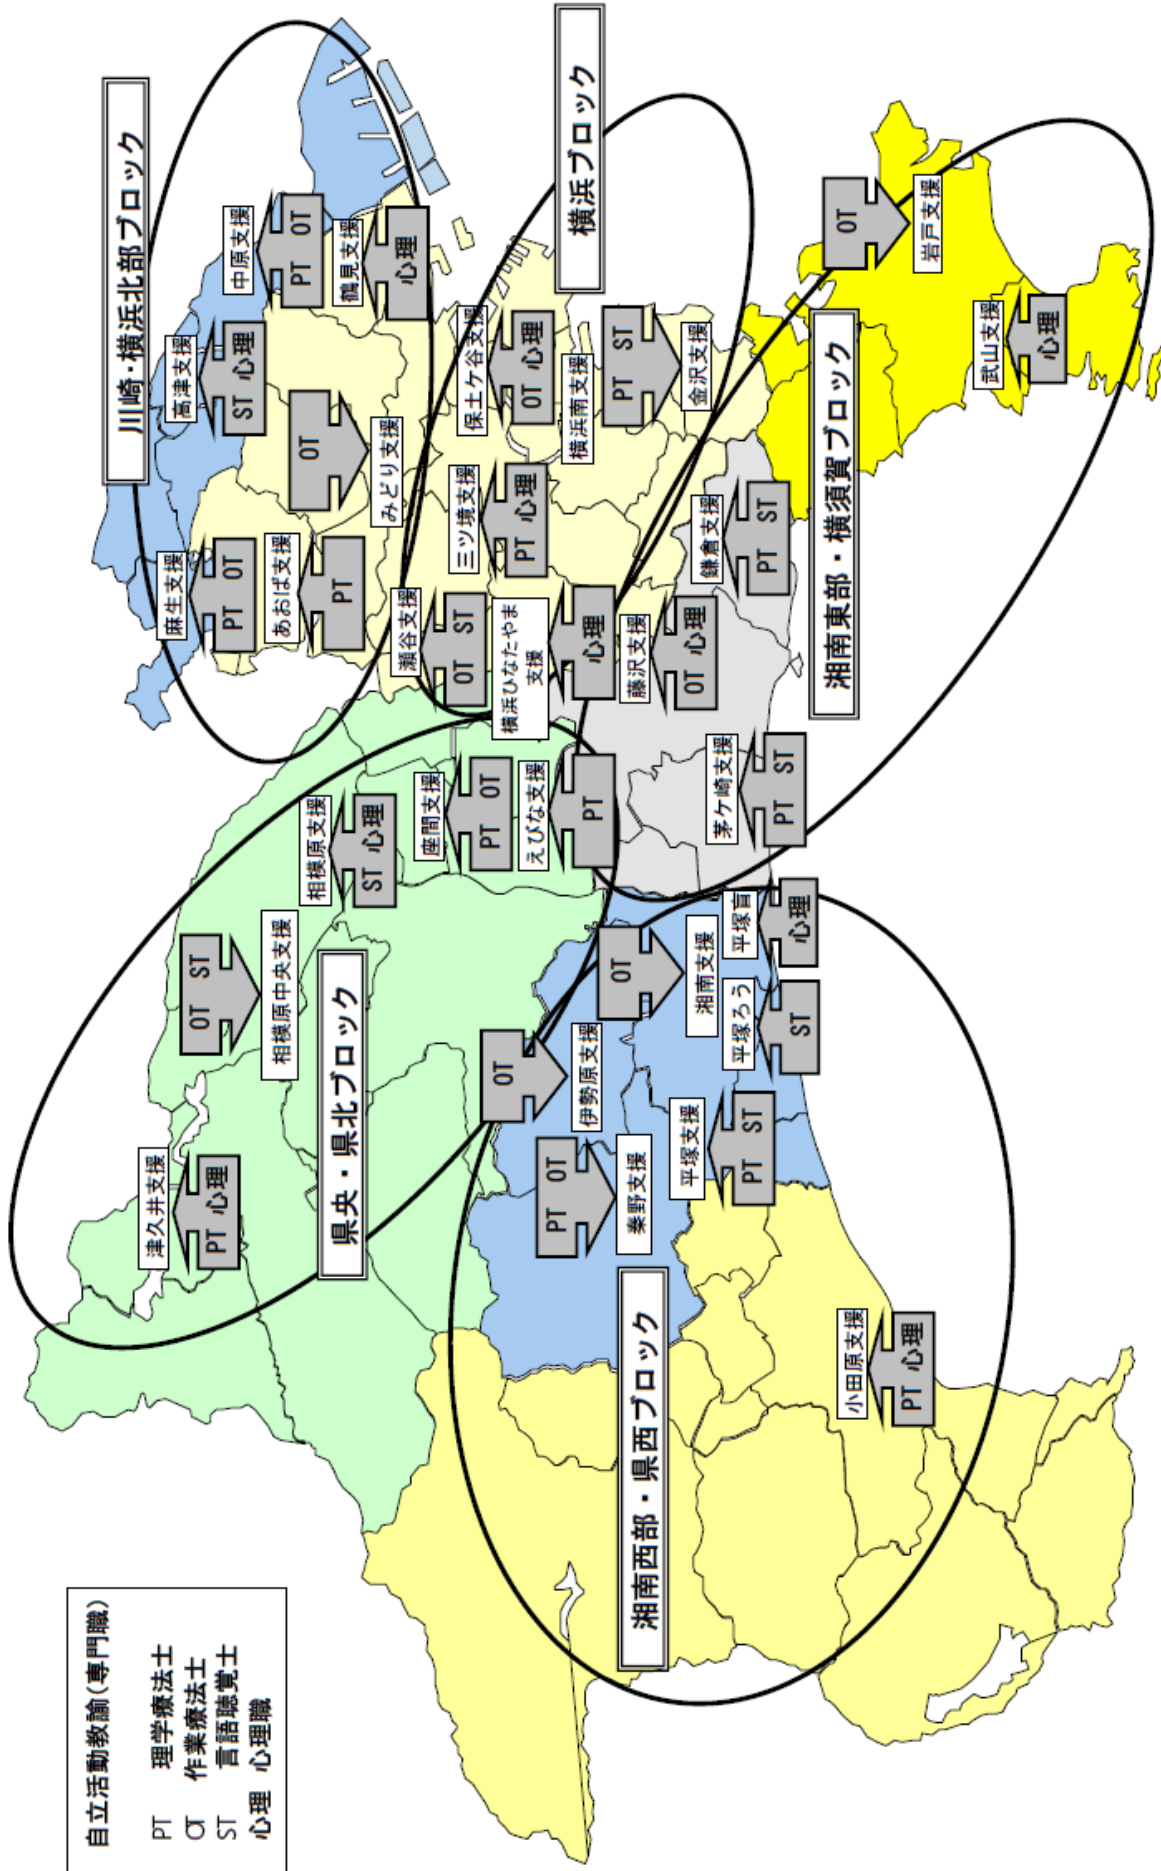 自立活動教諭(専門職)
PT 理学療法士
OT 作業療法士
ST 言語聴覚士
心理 心理職
川崎・横浜北部ブロック
麻生支援
PT OT
あおば支援
PT
高津支援
ST 心理
中原支援
PT OT
鶴見支援
心理
OT
みどり支援
横浜ブロック
瀬谷支援
OT ST
三ツ境支援
PT 心理
保土ケ谷支援
OT 心理
横浜南支援
PT ST
金沢支援
横浜ひなたやま
支援
心理
県央・県北ブロック
津久井支援
PT 心理
OT ST
相模原中央支援
相模原支援
ST 心理
座間支援
PT OT
えびな支援
PT
湘南東部・横須賀ブロック
藤沢支援
OT 心理
鎌倉支援
PT ST
茅ケ崎支援
PT ST
OT
岩戸支援
武山支援
心理
湘南西部・県西ブロック
OT
伊勢原支援
PT OT
秦野支援
OT
湘南支援
平塚支援
PT ST
平塚ろう
ST
平塚盲
心理
小田原支援
PT 心理